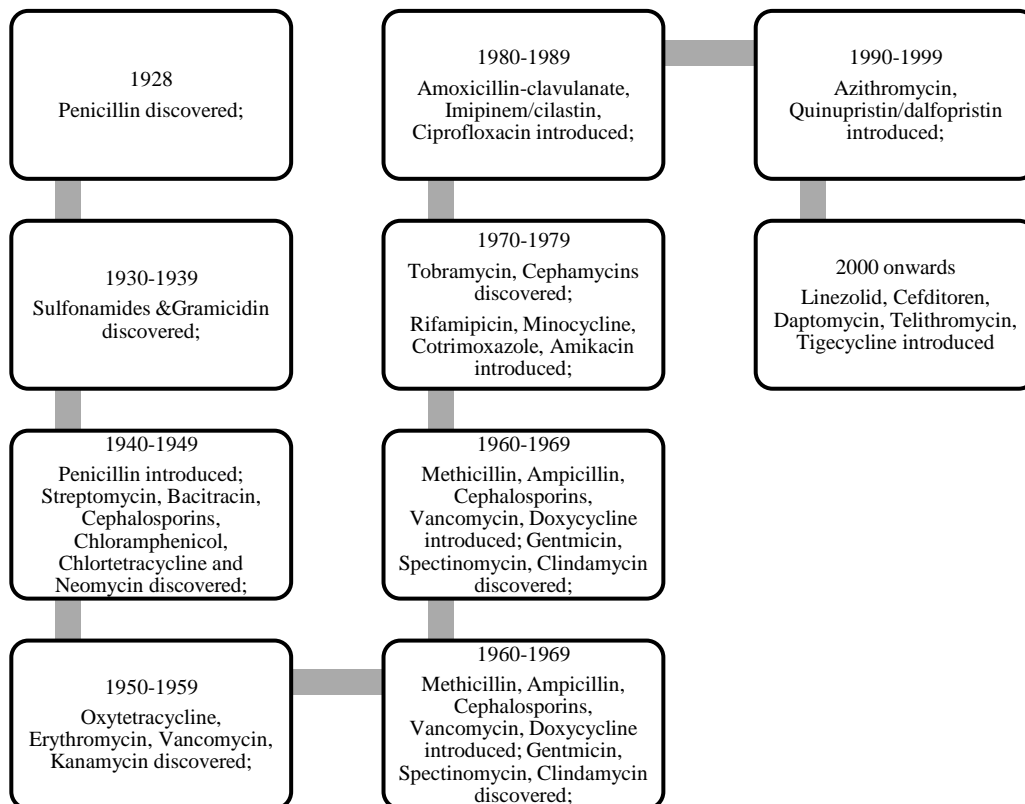 1928
Penicillin discovered;
1930-1939
Sulfonamides &Gramicidin
discovered;
1940-1949
Penicillin introduced;
Streptomycin, Bacitracin,
Cephalosporins,
Chloramphenicol,
Chlortetracycline and
Neomycin discovered;
1950-1959
Oxytetracycline,
Erythromycin, Vancomycin,
Kanamycin discovered;
1960-1969
Methicillin, Ampicillin,
Cephalosporins,
Vancomycin, Doxycycline
introduced; Gentmicin,
Spectinomycin, Clindamycin
discovered;
1960-1969
Methicillin, Ampicillin,
Cephalosporins,
Vancomycin, Doxycycline
introduced; Gentmicin,
Spectinomycin, Clindamycin
discovered;
1970-1979
Tobramycin, Cephamycins
discovered;
Rifamipicin, Minocycline,
Cotrimoxazole, Amikacin
introduced;
1980-1989
Amoxicillin-clavulanate,
Imipinem/cilastin,
Ciprofloxacin introduced;
1990-1999
Azithromycin,
Quinupristin/dalfopristin
introduced;
2000 onwards
Linezolid, Cefditoren,
Daptomycin, Telithromycin,
Tigecycline introduced